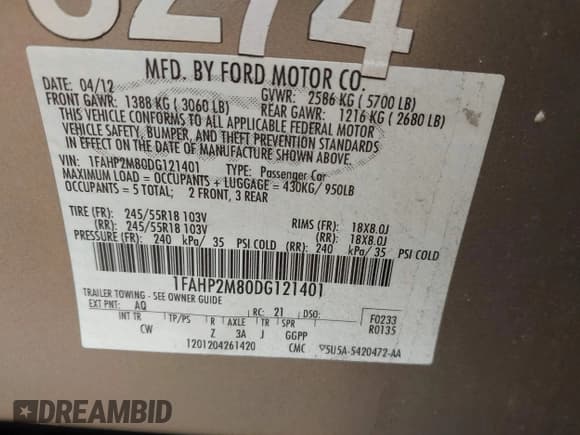 8274
MFD. BY FORD MOTOR CO.
DATE: 04/12
GVWR: 2586 KG ( 5700 LB)
FRONT GAWR: 1388 KG ( 3060 LB)
REAR GAWR: 1216 KG ( 2680 LB)
THIS VEHICLE CONFORMS TO ALL APPLICABLE FEDERAL MOTOR
VEHICLE SAFETY, BUMPER, AND THEFT PREVENTION STANDARDS
IN EFFECT ON THE DATE OF MANUFACTURE SHOWN ABOVE.
VIN: 1FAHP2M80DG121401 TYPE: Passenger Car
MAXIMUM LOAD = OCCUPANTS + LUGGAGE = 430KG/ 950LB
OCCUPANTS = 5 TOTAL; 2 FRONT, 3 REAR
TIRE (FR): 245/55R18 103V RIMS (FR): 18X8.0J
(RR): 245/55R18 103V (RR): 18X8.0J
PRESSURE (FR): 240 kPa/ 35 PSI COLD (RR): 240 kPa/ 35 PSI COLD
1FAHP2M80DG121401
TRAILER TOWING - SEE OWNER GUIDE
EXT PNT: AQ RC: 21 DSO: F0233
R0135
INT TR TP/PS R AXLE TR SPR
CW Z 3A J GGPP
1201204261420 CMC ▽5U5A-5420472-AA
DREAMBID